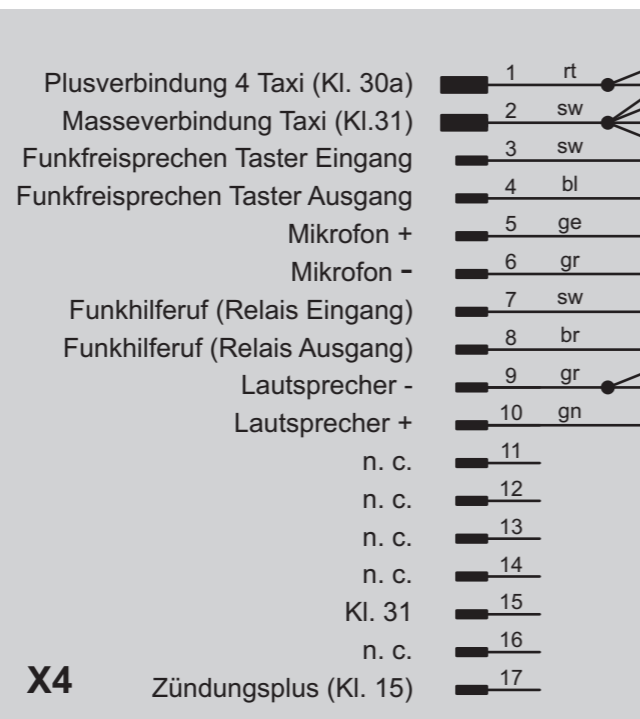 Plusverbindung 4 Taxi (Kl. 30a) 1 rt
Masseverbindung Taxi (Kl.31) 2 sw
Funkfreisprechen Taster Eingang 3 sw
Funkfreisprechen Taster Ausgang 4 bl
Mikrofon + 5 ge
Mikrofon - 6 gr
Funkhilferuf (Relais Eingang) 7 sw
Funkhilferuf (Relais Ausgang) 8 br
Lautsprecher - 9 gr
Lautsprecher + 10 gn
n. c. 11
n. c. 12
n. c. 13
n. c. 14
Kl. 31 15
n. c. 16
X4 Zündungsplus (Kl. 15) 17